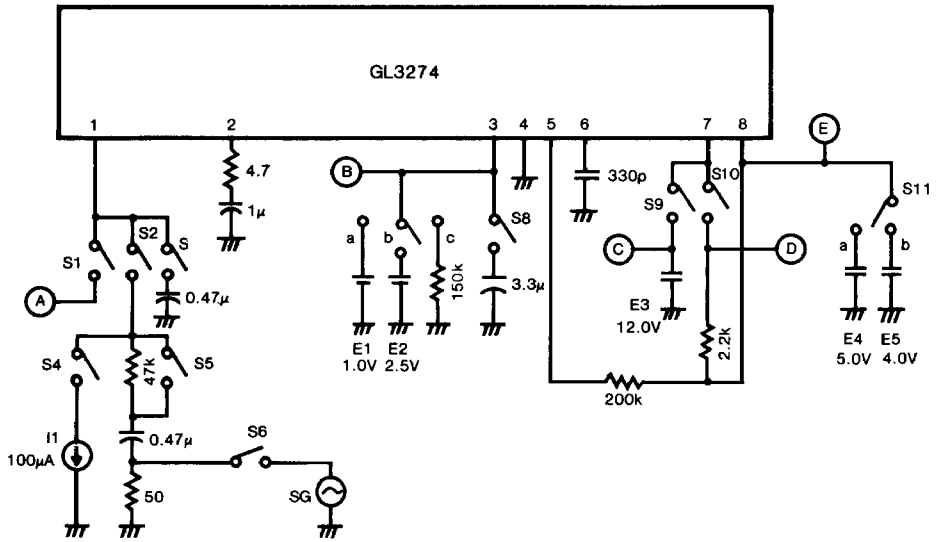 GL3274
1 2 3 4 5 6 7 8
4.7
1μ
B
330p
E
S10
S9
S11
S2 S
S1
a b c
S8
C
D
a b
A
0.47μ
150k
3.3μ
E3
12.0V
E1 E2
1.0V 2.5V
2.2k
E4 E5
5.0V 4.0V
S4
47k
S5
200k
I1
100μA
0.47μ
S6
50
SG